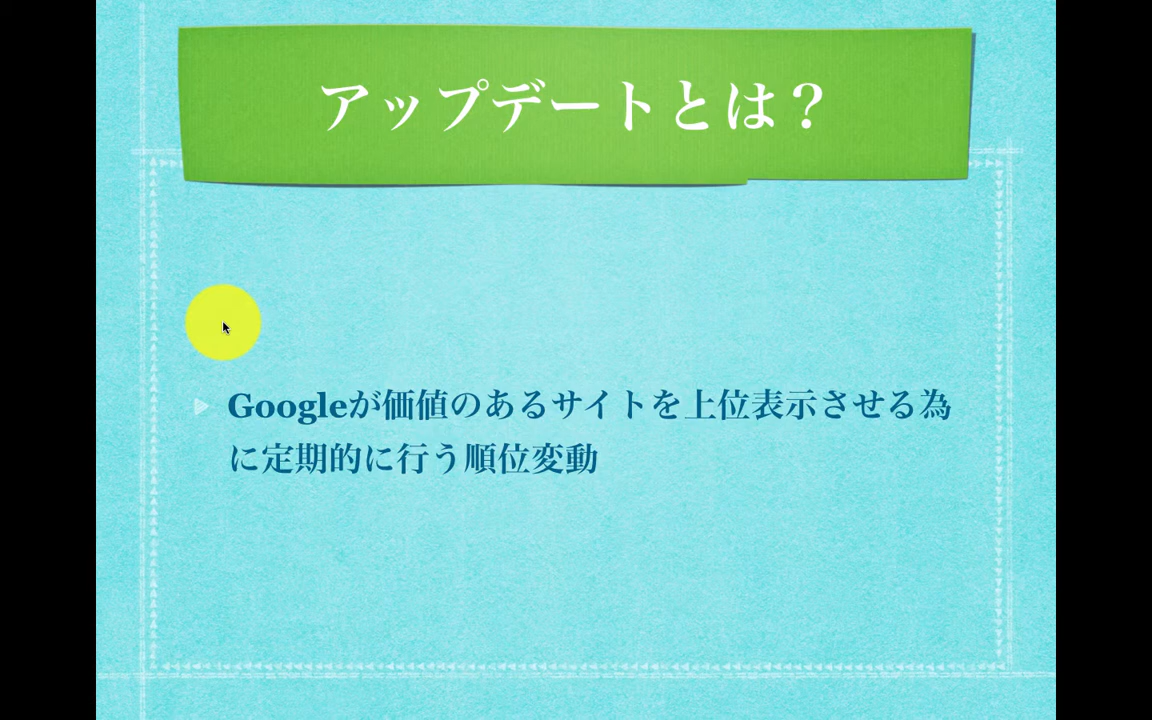 アップデートとは？
Googleが価値のあるサイトを上位表示させる為
に定期的に行う順位変動